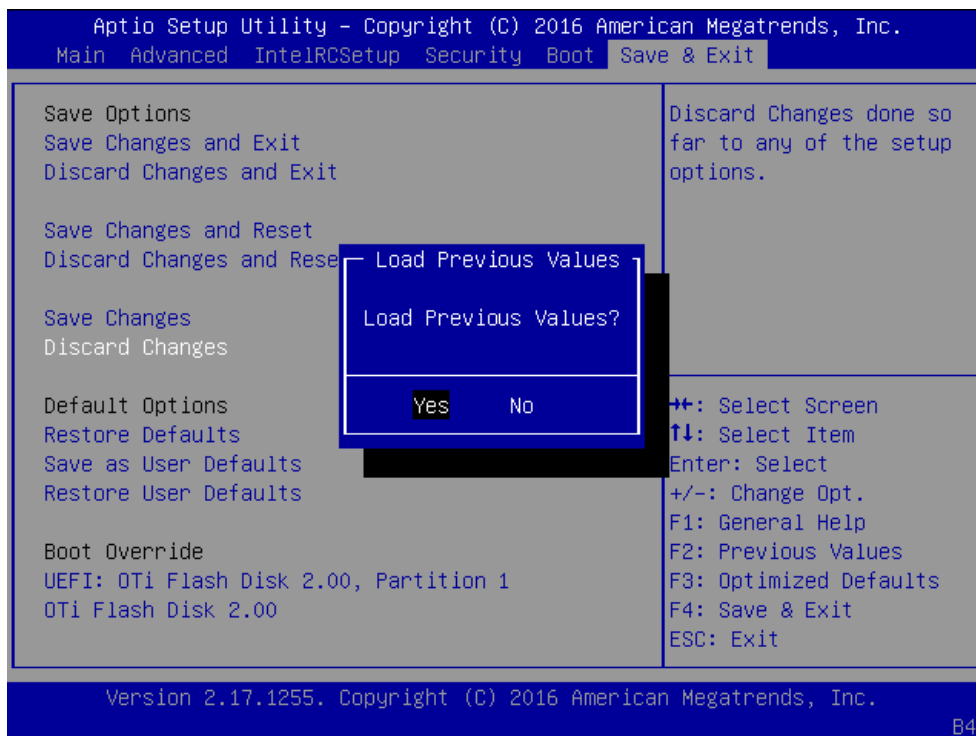 Aptio Setup Utility – Copyright (C) 2016 American Megatrends, Inc.
Main Advanced IntelRCSetup Security Boot Save & Exit
Save Options
Save Changes and Exit
Discard Changes and Exit
Save Changes and Reset
Discard Changes and Rese
Save Changes
Discard Changes
Default Options
Restore Defaults
Save as User Defaults
Restore User Defaults
Boot Override
UEFI: OTi Flash Disk 2.00, Partition 1
OTi Flash Disk 2.00
Load Previous Values
Load Previous Values?
Yes No
Discard Changes done so
far to any of the setup
options.
→←: Select Screen
↑↓: Select Item
Enter: Select
+/-: Change Opt.
F1: General Help
F2: Previous Values
F3: Optimized Defaults
F4: Save & Exit
ESC: Exit
Version 2.17.1255. Copyright (C) 2016 American Megatrends, Inc.
B4